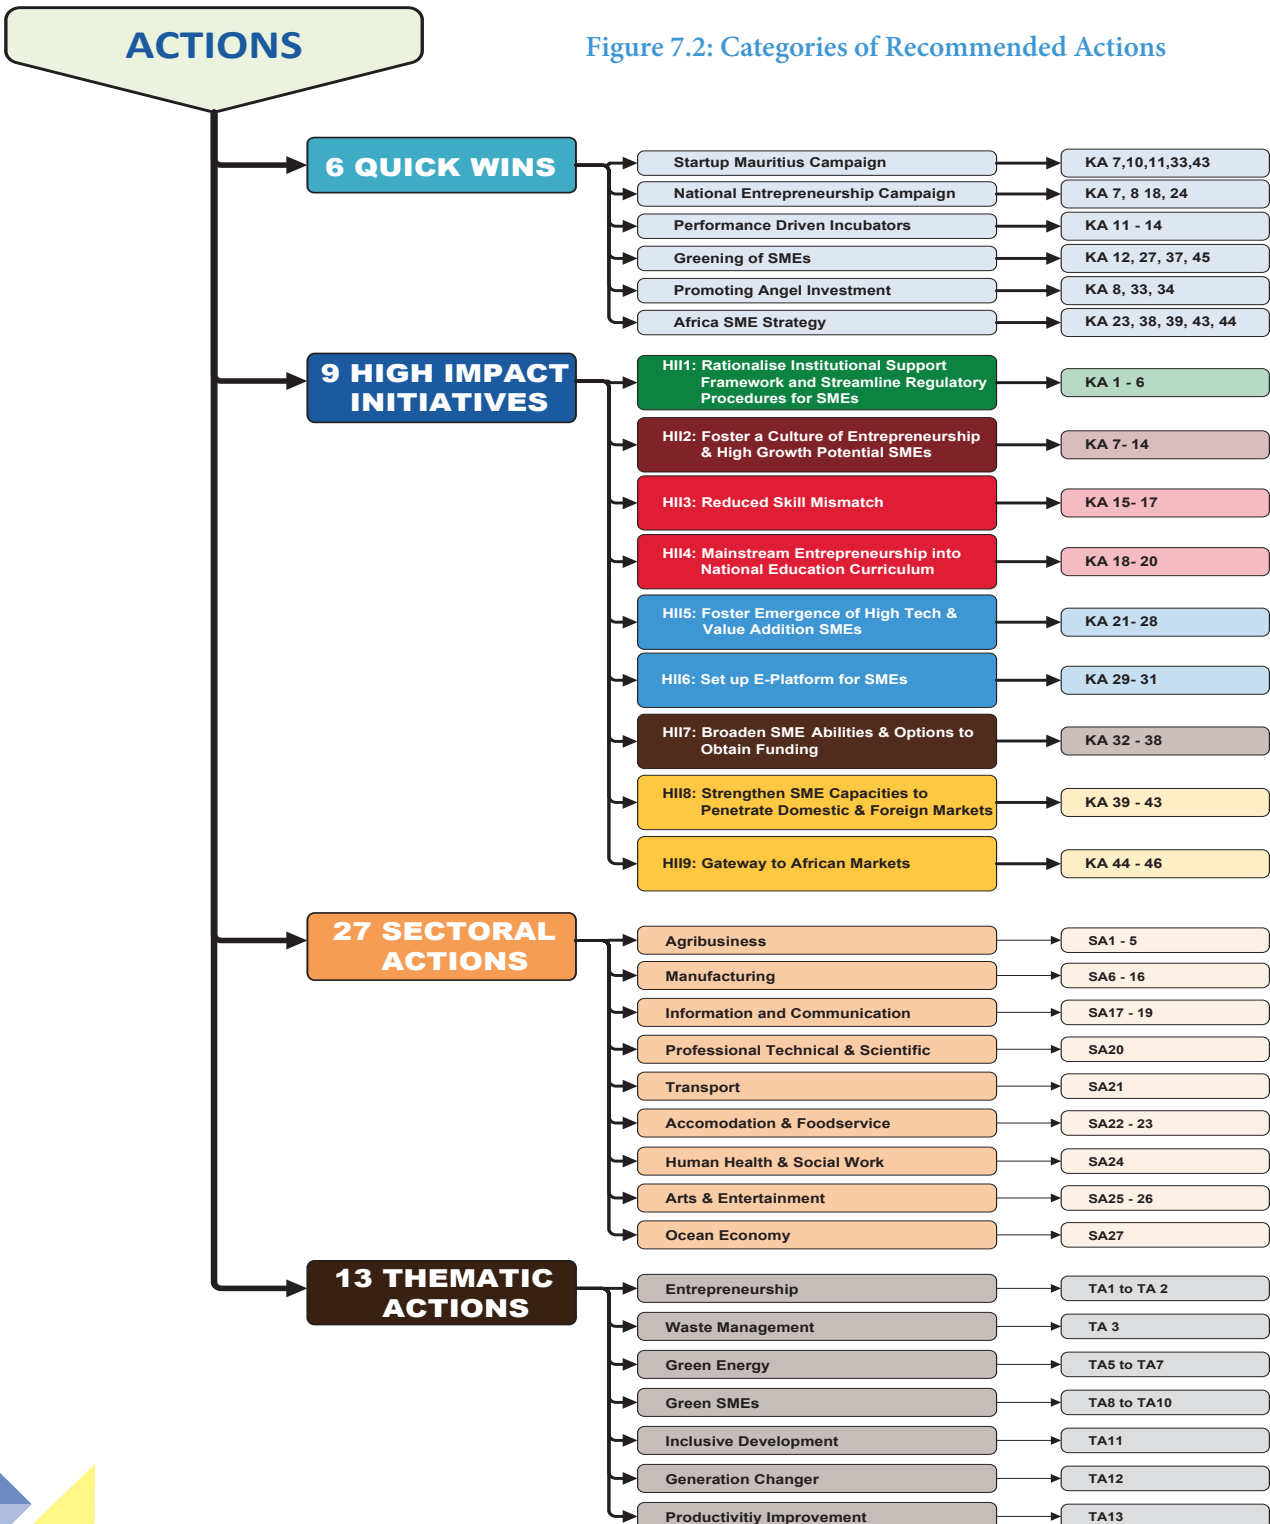 ACTIONS
Figure 7.2: Categories of Recommended Actions
6 QUICK WINS
Startup Mauritius Campaign
KA 7,10,11,33,43
National Entrepreneurship Campaign
KA 7, 8 18, 24
Performance Driven Incubators
KA 11 - 14
Greening of SMEs
KA 12, 27, 37, 45
Promoting Angel Investment
KA 8, 33, 34
Africa SME Strategy
KA 23, 38, 39, 43, 44
9 HIGH IMPACT
INITIATIVES
HII1: Rationalise Institutional Support
Framework and Streamline Regulatory
Procedures for SMEs
KA 1 - 6
HII2: Foster a Culture of Entrepreneurship
& High Growth Potential SMEs
KA 7- 14
HII3: Reduced Skill Mismatch
KA 15- 17
HII4: Mainstream Entrepreneurship into
National Education Curriculum
KA 18- 20
HII5: Foster Emergence of High Tech &
Value Addition SMEs
KA 21- 28
HII6: Set up E-Platform for SMEs
KA 29- 31
HII7: Broaden SME Abilities & Options to
Obtain Funding
KA 32 - 38
HII8: Strengthen SME Capacities to
Penetrate Domestic & Foreign Markets
KA 39 - 43
HII9: Gateway to African Markets
KA 44 - 46
27 SECTORAL
ACTIONS
Agribusiness
SA1 - 5
Manufacturing
SA6 - 16
Information and Communication
SA17 - 19
Professional Technical & Scientific
SA20
Transport
SA21
Accomodation & Foodservice
SA22 - 23
Human Health & Social Work
SA24
Arts & Entertainment
SA25 - 26
Ocean Economy
SA27
13 THEMATIC
ACTIONS
Entrepreneurship
TA1 to TA 2
Waste Management
TA 3
Green Energy
TA5 to TA7
Green SMEs
TA8 to TA10
Inclusive Development
TA11
Generation Changer
TA12
Productivitiy Improvement
TA13